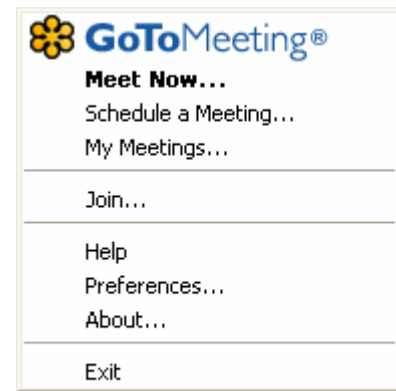 GoToMeeting®
Meet Now...
Schedule a Meeting...
My Meetings...
Join...
Help
Preferences...
About...
Exit